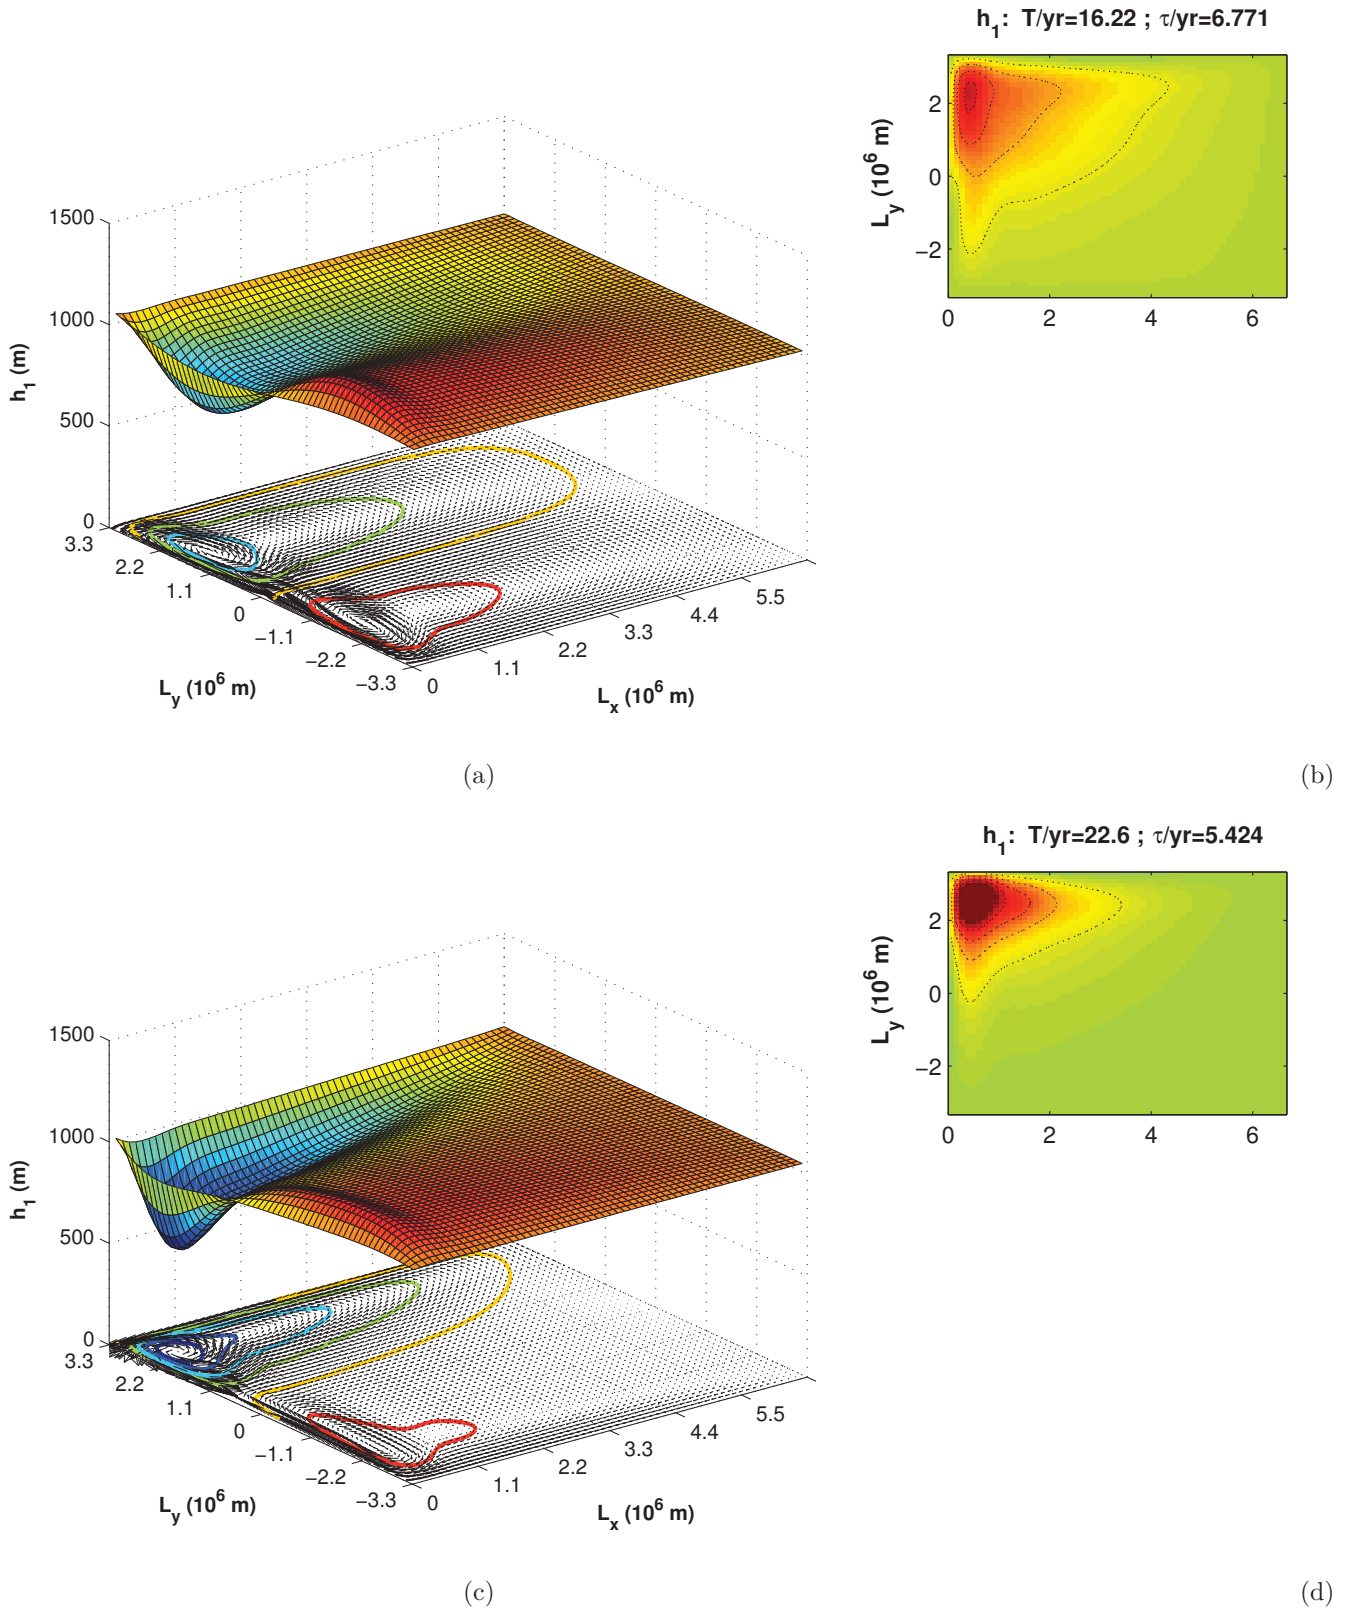 h1: T/yr=16.22 ; τ/yr=6.771
1500
1000
500
0
h1 (m)
3.3
2.2
1.1
0
−1.1
−2.2
−3.3
Ly (10^6 m)
0
1.1
2.2
3.3
4.4
5.5
Lx (10^6 m)
2
0
−2
Ly (10^6 m)
0 2 4 6
(a) (b)
h1: T/yr=22.6 ; τ/yr=5.424
1500
1000
500
0
h1 (m)
3.3
2.2
1.1
0
−1.1
−2.2
−3.3
Ly (10^6 m)
0
1.1
2.2
3.3
4.4
5.5
Lx (10^6 m)
2
0
−2
Ly (10^6 m)
0 2 4 6
(c) (d)